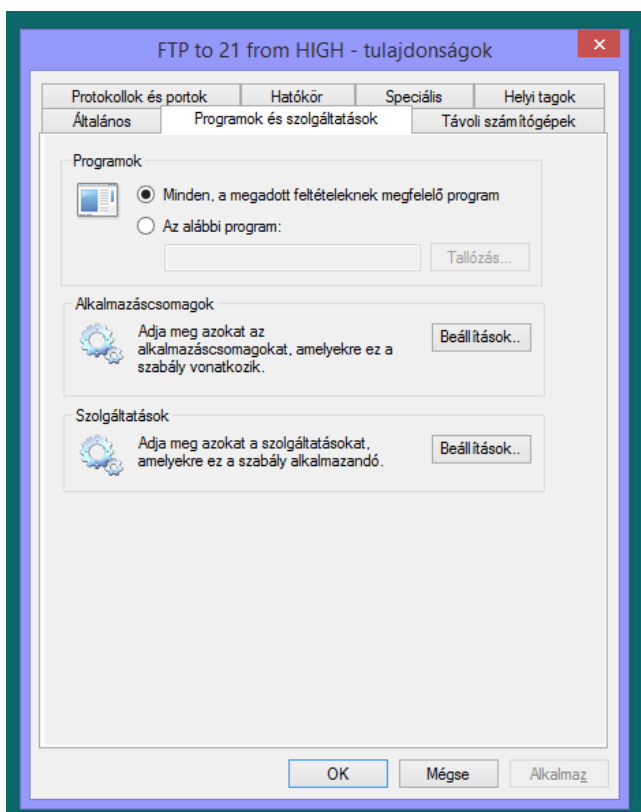 FTP to 21 from HIGH - tulajdonságok
Protokollok és portok
Hatókör
Speciális
Helyi tagok
Általános
Programok és szolgáltatások
Távoli számítógépek
Programok
Minden, a megadott feltételeknek megfelelő program
Az alábbi program:
Tallózás...
Alkalmazáscsomagok
Adja meg azokat az
alkalmazáscsomagokat, amelyekre ez a
szabály vonatkozik.
Beállítások..
Szolgáltatások
Adja meg azokat a szolgáltatásokat,
amelyekre ez a szabály alkalmazandó.
Beállítások..
OK
Mégse
Alkalmaz